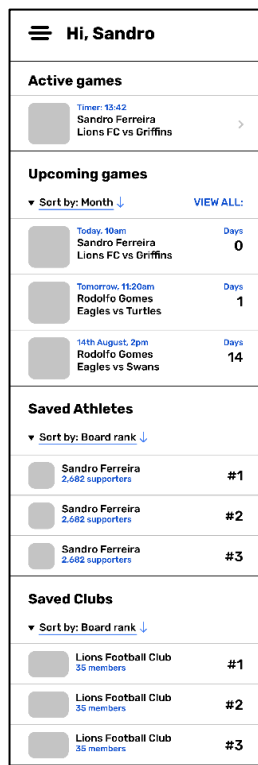 Hi, Sandro
Active games
Timer: 13:42
Sandro Ferreira
Lions FC vs Griffins
Upcoming games
Sort by: Month ↓
VIEW ALL:
Today, 10am
Sandro Ferreira
Lions FC vs Griffins
Days
0
Tomorrow, 11:20am
Rodolfo Gomes
Eagles vs Turtles
Days
1
14th August, 2pm
Rodolfo Gomes
Eagles vs Swans
Days
14
Saved Athletes
Sort by: Board rank ↓
Sandro Ferreira
2,682 supporters
#1
Sandro Ferreira
2,682 supporters
#2
Sandro Ferreira
2,682 supporters
#3
Saved Clubs
Sort by: Board rank ↓
Lions Football Club
35 members
#1
Lions Football Club
35 members
#2
Lions Football Club
35 members
#3